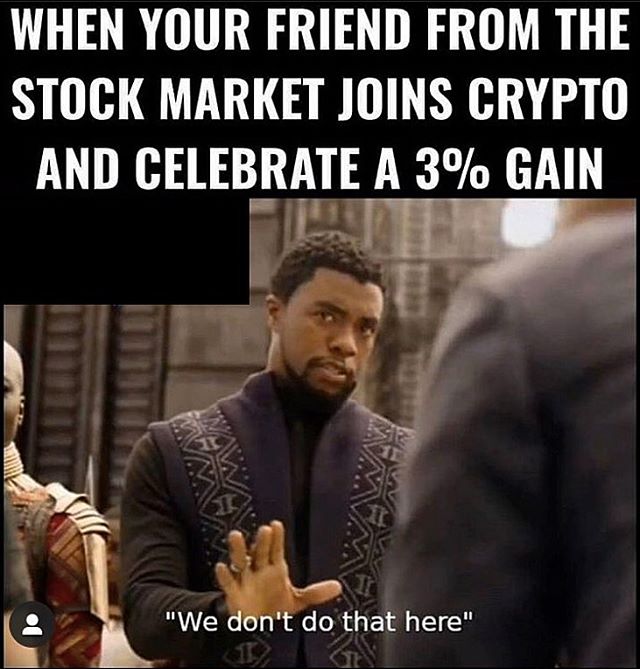 WHEN YOUR FRIEND FROM THE
STOCK MARKET JOINS CRYPTO
AND CELEBRATE A 3% GAIN
"We don't do that here"